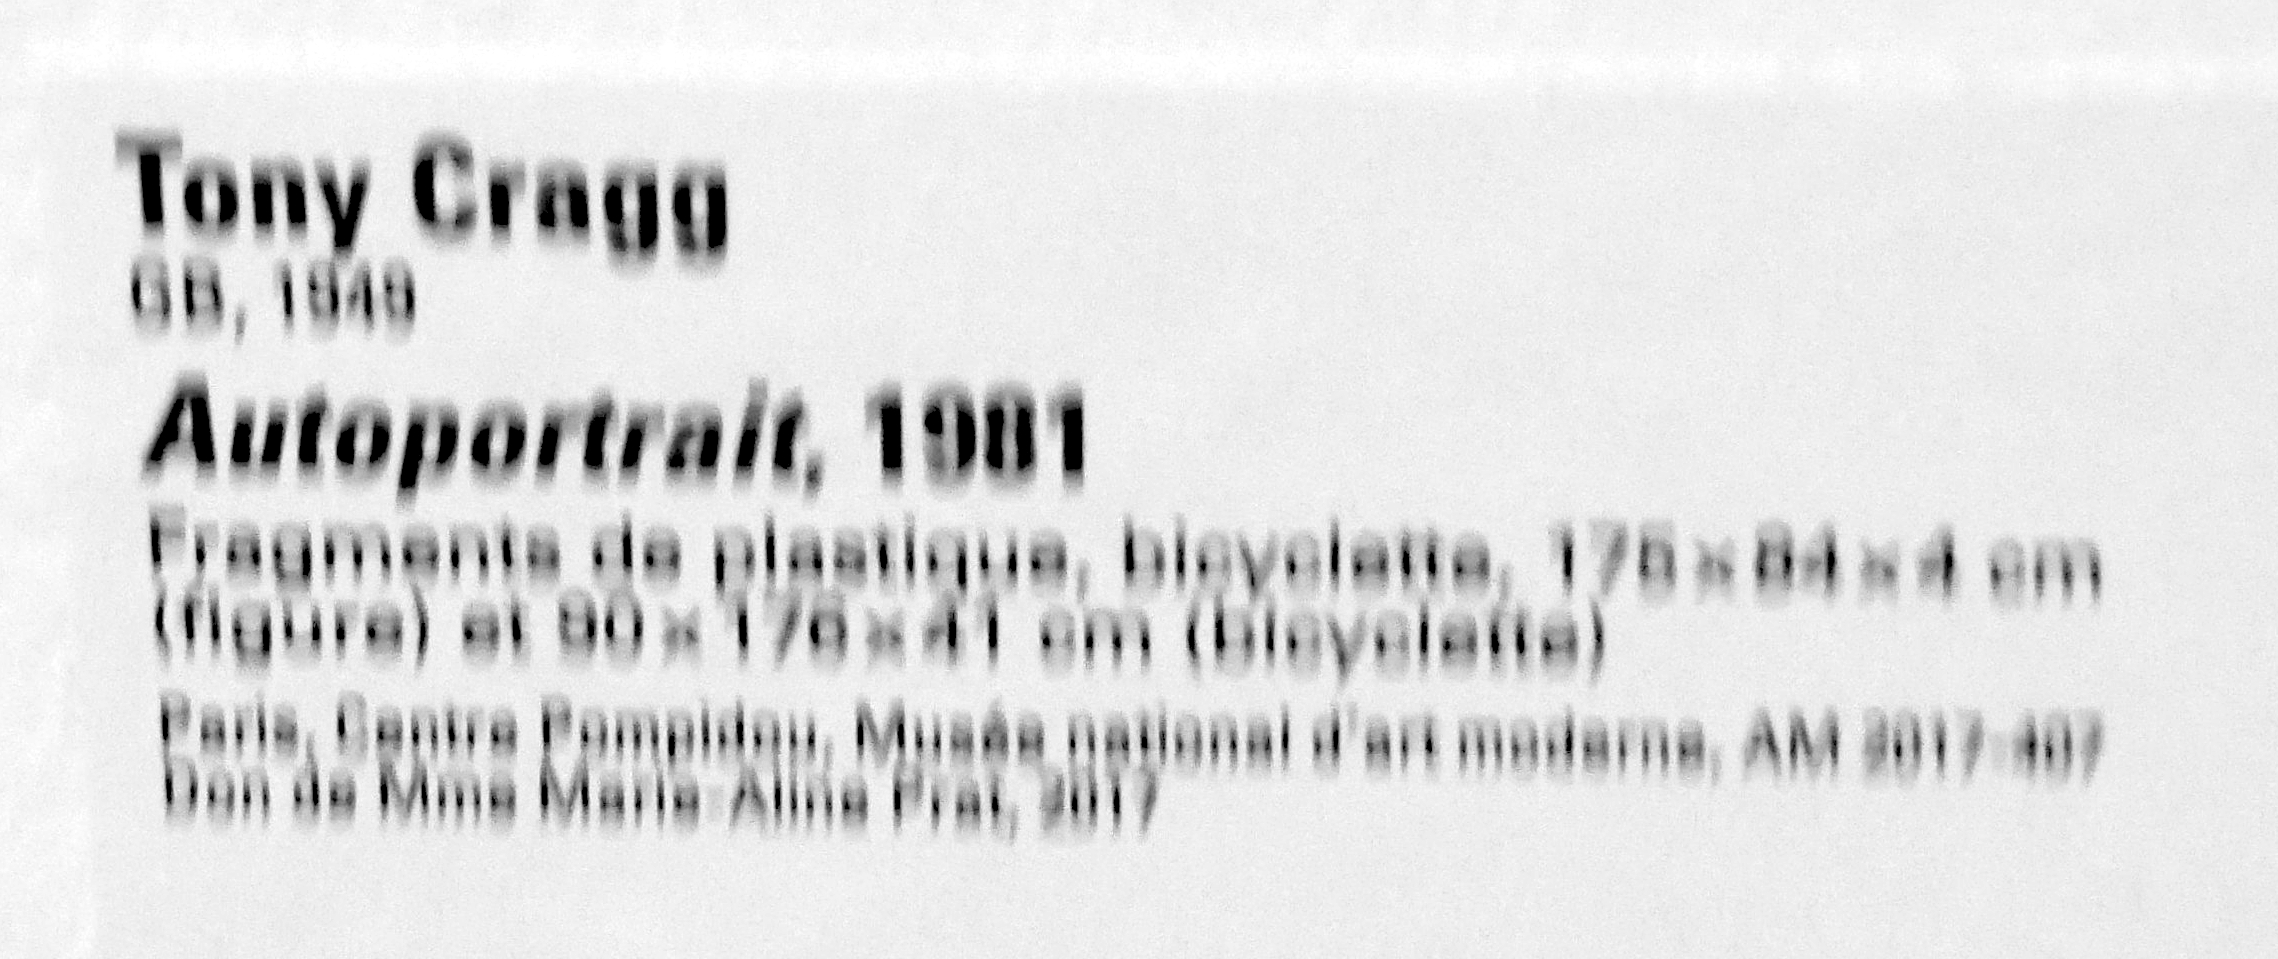 Tony Cragg
GB, 1949
Autoportrait, 1981
Fragments de plastique, bicyclette, 175 x 84 x 4 cm
(figure) et 90 x 176 x 41 cm (bicyclette)
Paris, Centre Pompidou, Musée national d'art moderne, AM 2017-407
Don de Mme Marie-Aline Prat, 2017